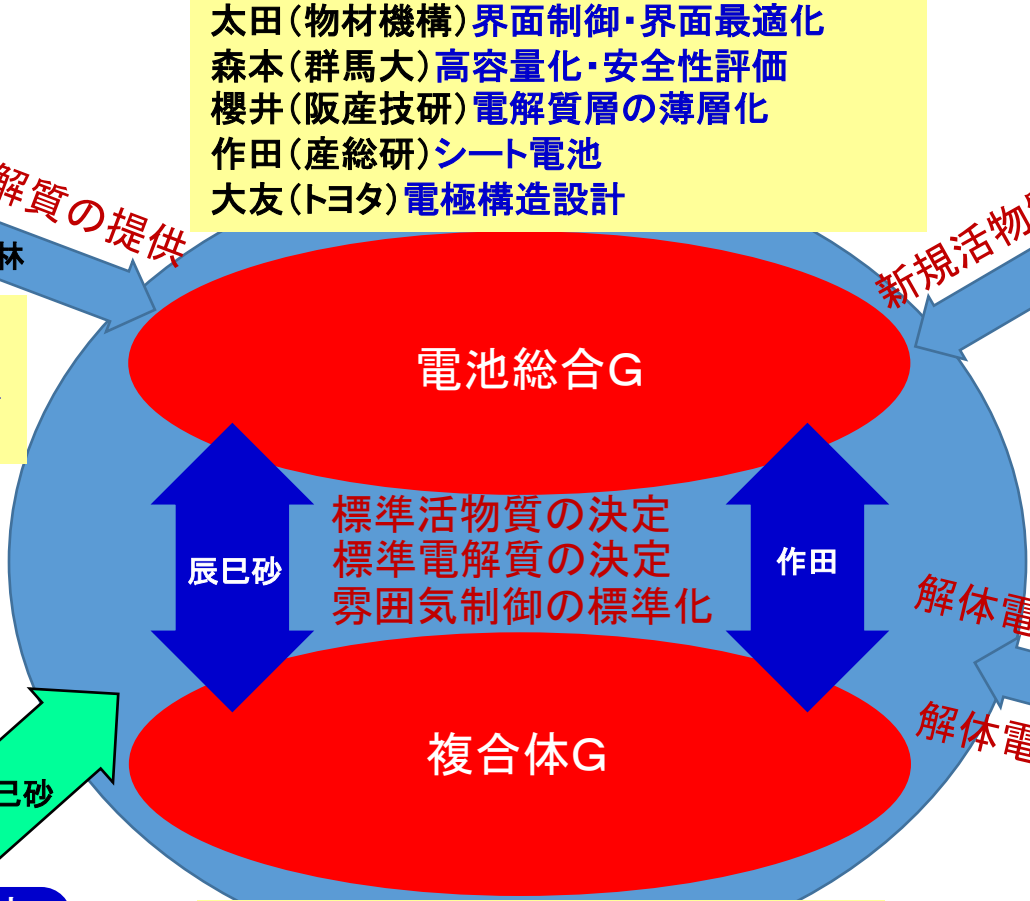 太田(物材機構)界面制御・界面最適化
森本(群馬大)高容量化・安全性評価
櫻井(阪産技研)電解質層の薄層化
作田(産総研)シート電池
大友(トヨタ)電極構造設計
解質の提供
林
新規活物
電池総合G
標準活物質の決定
標準電解質の決定
雰囲気制御の標準化
辰巳砂
作田
解体電
解体電
複合体G
巳砂